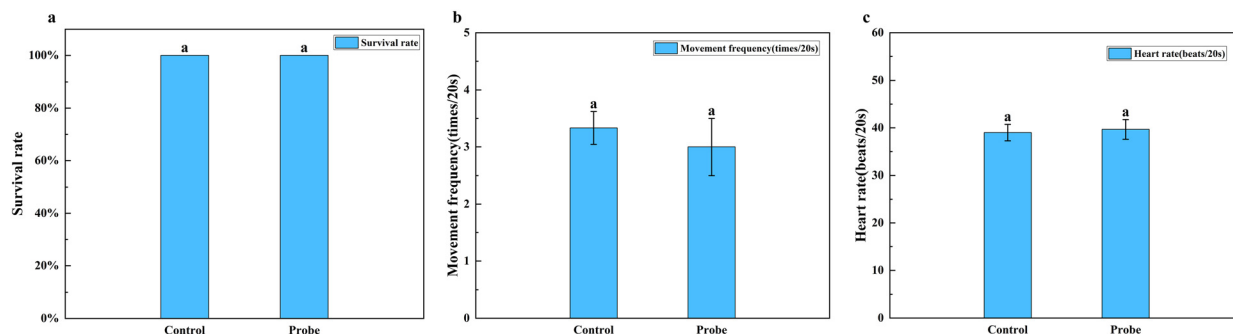 a
Survival rate
a
a
100%
80%
60%
40%
20%
0%
Survival rate
Control
Probe
b
Movement frequency(times/20s)
a
a
5
4
3
2
1
0
Movement frequency(times/20s)
Control
Probe
c
Heart rate(beats/20s)
a
a
60
50
40
30
20
10
0
Heart rate(beats/20s)
Control
Probe